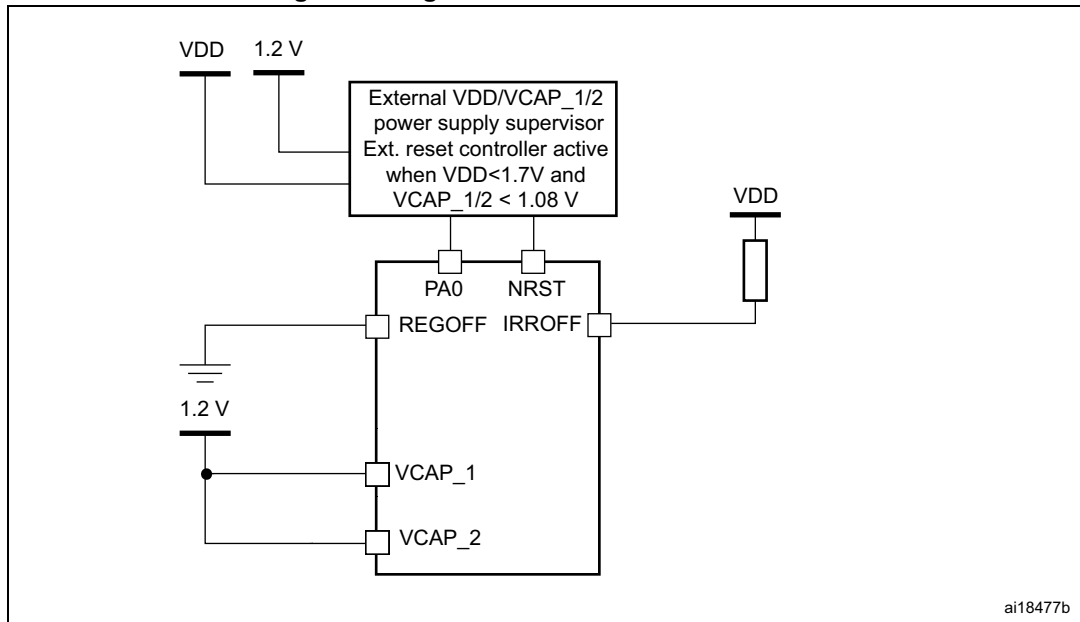 VDD
1.2 V
External VDD/VCAP_1/2
power supply supervisor
Ext. reset controller active
when VDD<1.7V and
VCAP_1/2 < 1.08 V
VDD
PA0
NRST
REGOFF
IRROFF
1.2 V
VCAP_1
VCAP_2
ai18477b